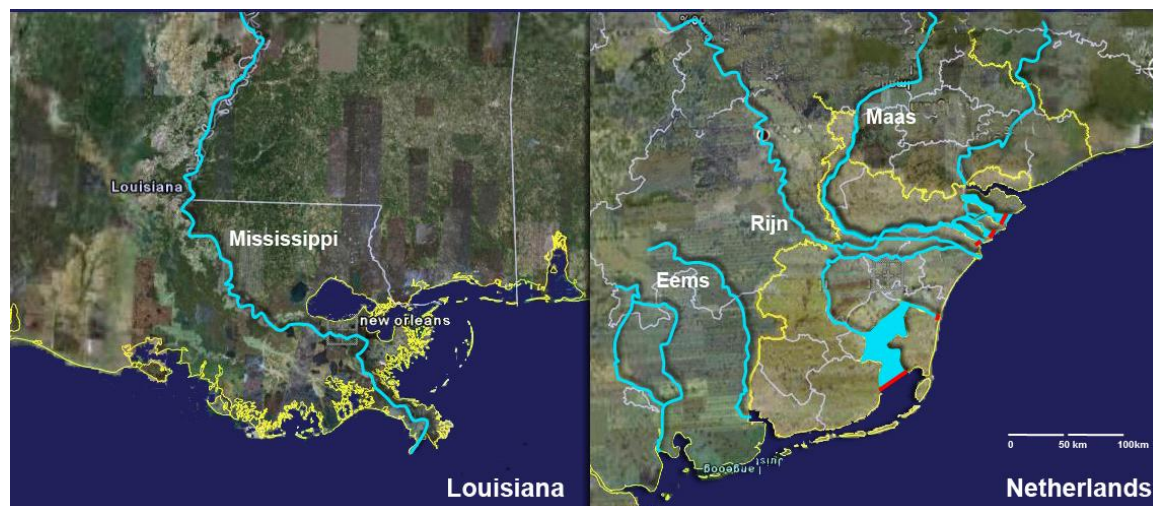 Louisiana
Mississippi
new orleans
Louisiana
Maas
Rijn
Eems
0 50 km 100km
Netherlands